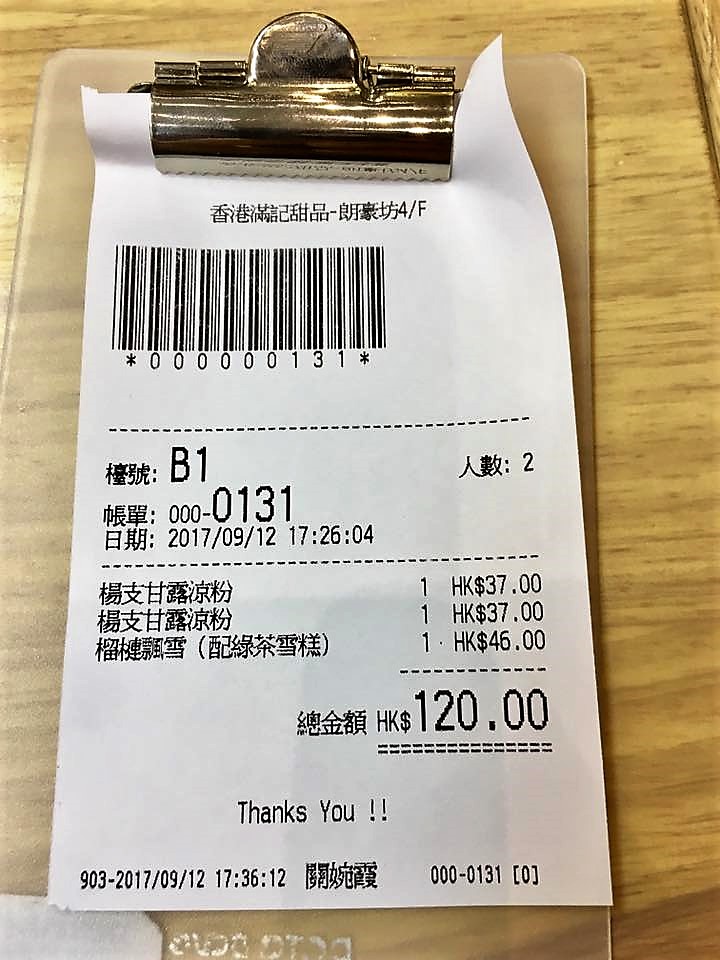 香港滿記甜品-朗豪坊4/F
*000000131*
檯號: B1 人數: 2
帳單: 000-0131
日期: 2017/09/12 17:26:04
楊支甘露涼粉 1 HK$37.00
楊支甘露涼粉 1 HK$37.00
榴槤飄雪（配綠茶雪糕） 1 HK$46.00
總金額 HK$120.00
Thanks You !!
903-2017/09/12 17:36:12 關婉霞 000-0131 [0]